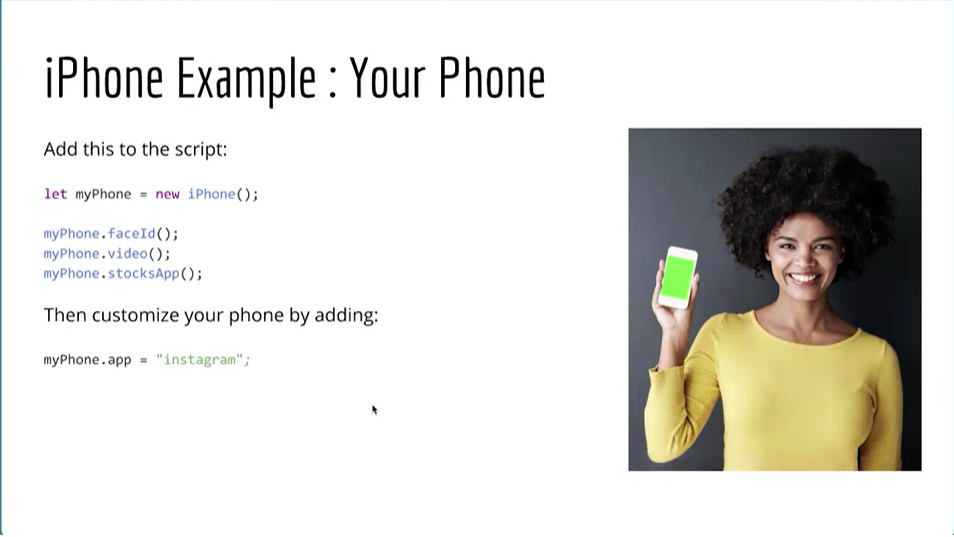 iPhone Example : Your Phone
Add this to the script:
let myPhone = new iPhone();
myPhone.faceId();
myPhone.video();
myPhone.stocksApp();
Then customize your phone by adding:
myPhone.app = "instagram";